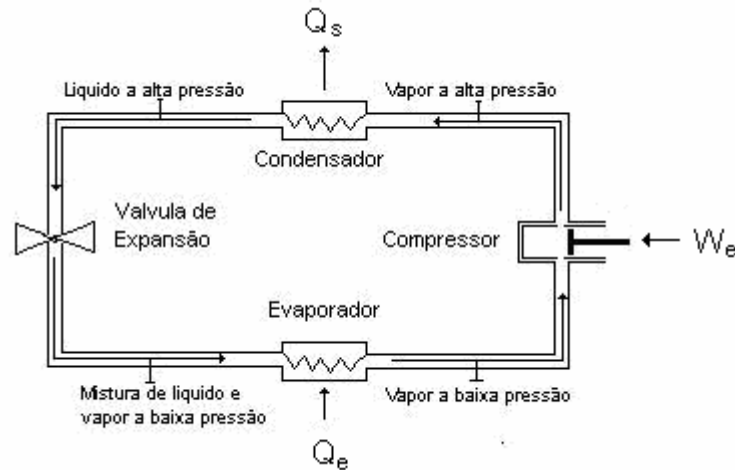 Qs
Liquido a alta pressão
Vapor a alta pressão
Condensador
Valvula de
Expansão
Compressor
We
Evaporador
Mistura de liquido e
vapor a baixa pressão
Vapor a baixa pressão
Qe